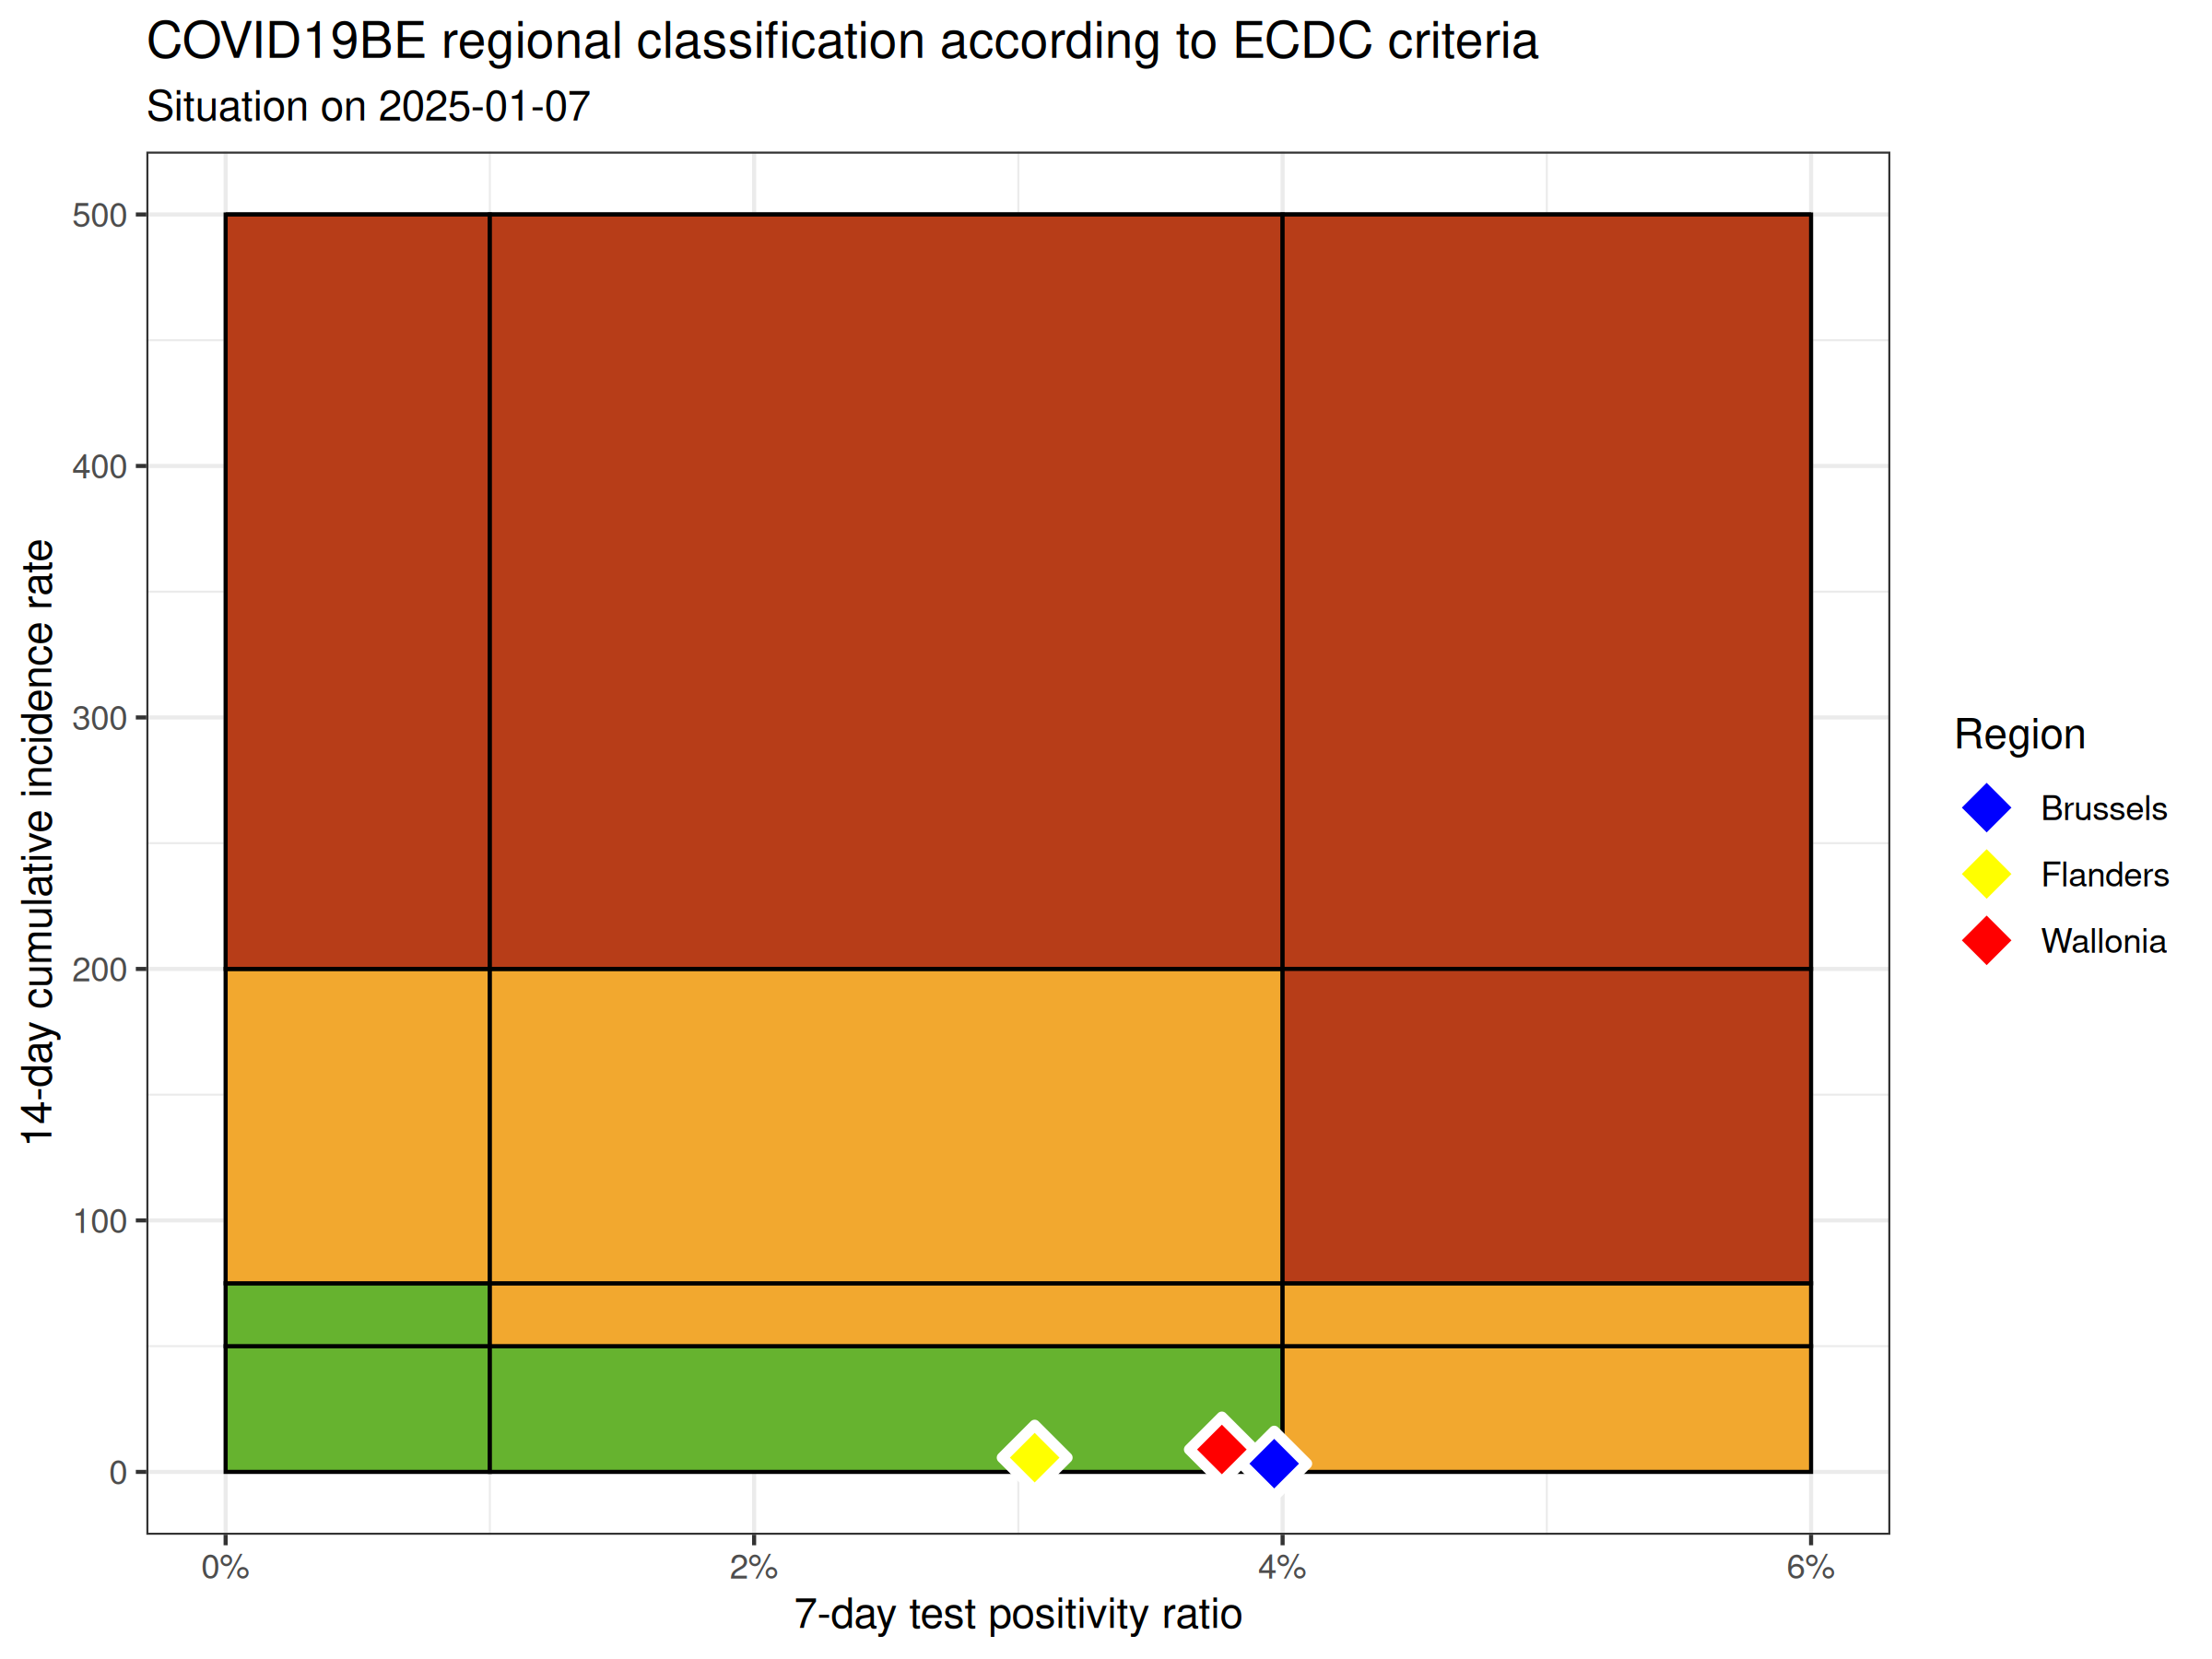 COVID19BE regional classification according to ECDC criteria
Situation on 2025-01-07
14-day cumulative incidence rate
500
400
300
200
100
0
0%
2%
4%
6%
7-day test positivity ratio
Region
Brussels
Flanders
Wallonia